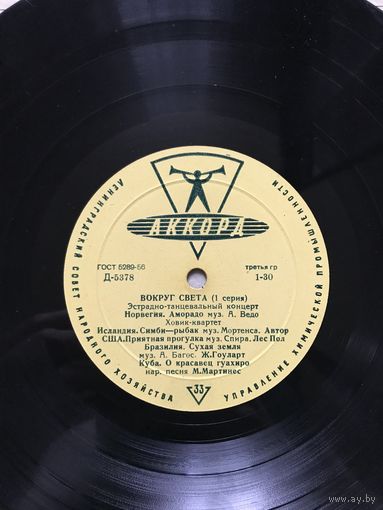 ЛЕНИНГРАДСКИЙ СОВЕТ НАРОДНОГО ХОЗЯЙСТВА
УПРАВЛЕНИЕ ХИМИЧЕСКОЙ ПРОМЫШЛЕННОСТИ
АККОРД
ГОСТ 5289-56 третья гр
Д-5378 1-30
ВОКРУГ СВЕТА (1 серия)
Эстрадно-танцевальный концерт
Норвегия. Аморадо муз. А. Ведо
Ховик-квартет
Исландия. Симби—рыбак муз. Мортенса. Автор
США.Приятная прогулка муз. Спира. Лес Пол
Бразилия. Сухая земля
муз. А. Багос. Ж.Гоуларт
Куба. О красавец гуахиро
нар. песня М.Мартинес
33
www.ay.by